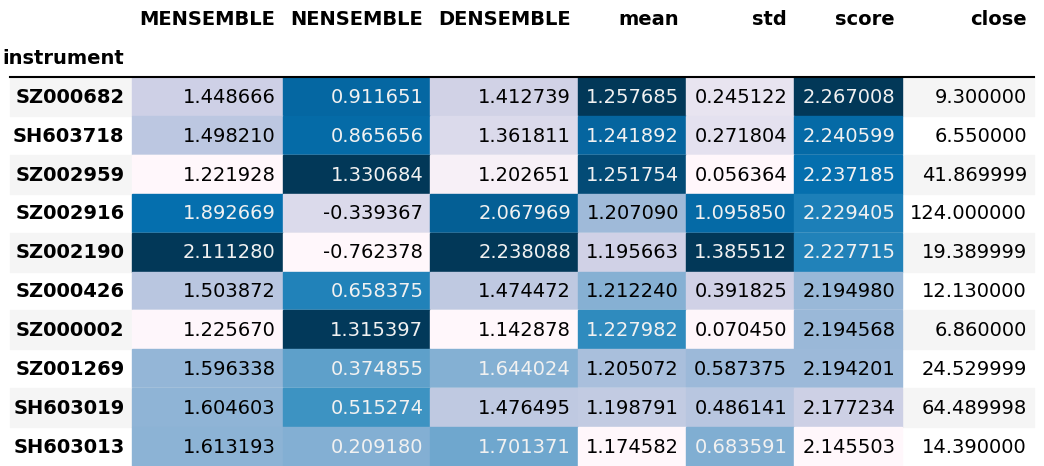 MENSEMBLE NENSEMBLE DENSEMBLE mean std score close
instrument
SZ000682 1.448666 0.911651 1.412739 1.257685 0.245122 2.267008 9.300000
SH603718 1.498210 0.865656 1.361811 1.241892 0.271804 2.240599 6.550000
SZ002959 1.221928 1.330684 1.202651 1.251754 0.056364 2.237185 41.869999
SZ002916 1.892669 -0.339367 2.067969 1.207090 1.095850 2.229405 124.000000
SZ002190 2.111280 -0.762378 2.238088 1.195663 1.385512 2.227715 19.389999
SZ000426 1.503872 0.658375 1.474472 1.212240 0.391825 2.194980 12.130000
SZ000002 1.225670 1.315397 1.142878 1.227982 0.070450 2.194568 6.860000
SZ001269 1.596338 0.374855 1.644024 1.205072 0.587375 2.194201 24.529999
SH603019 1.604603 0.515274 1.476495 1.198791 0.486141 2.177234 64.489998
SH603013 1.613193 0.209180 1.701371 1.174582 0.683591 2.145503 14.390000